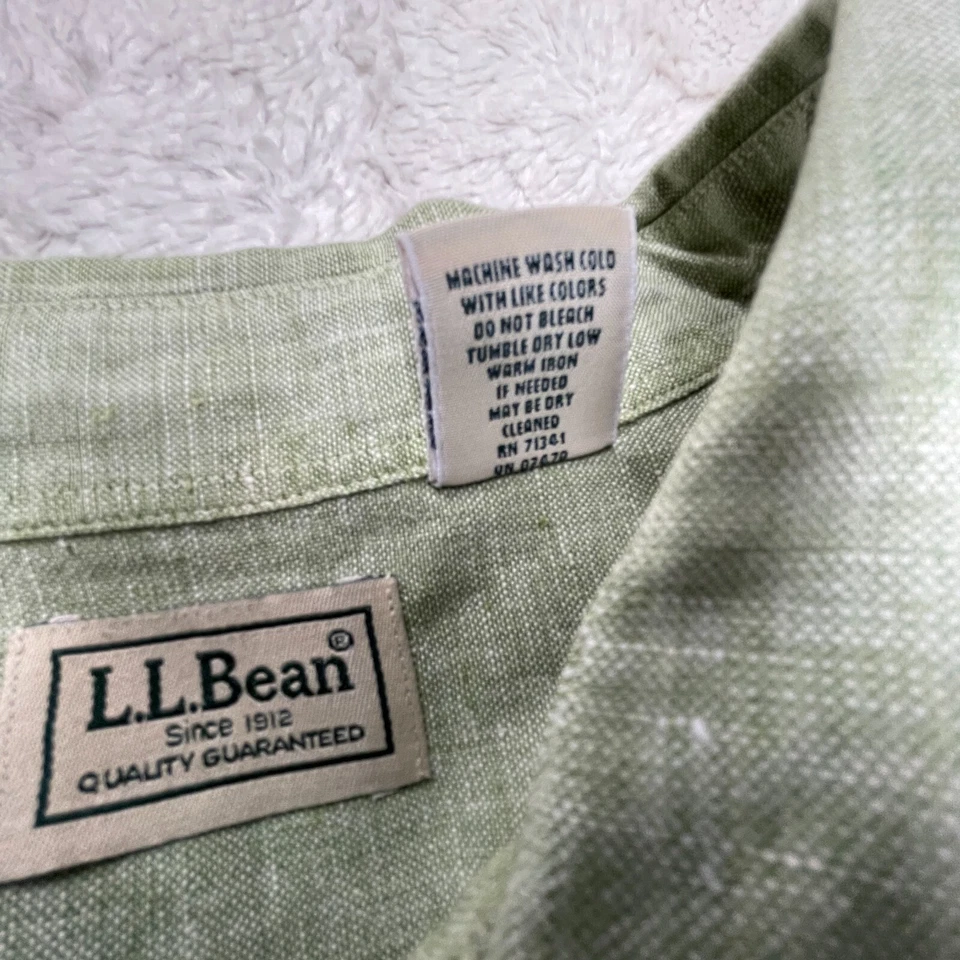 MACHINE WASH COLD
WITH LIKE COLORS
DO NOT BLEACH
TUMBLE DRY LOW
WARM IRON
IF NEEDED
MAY BE DRY
CLEANED
RN 71341
L.L.Bean®
Since 1912
QUALITY GUARANTEED